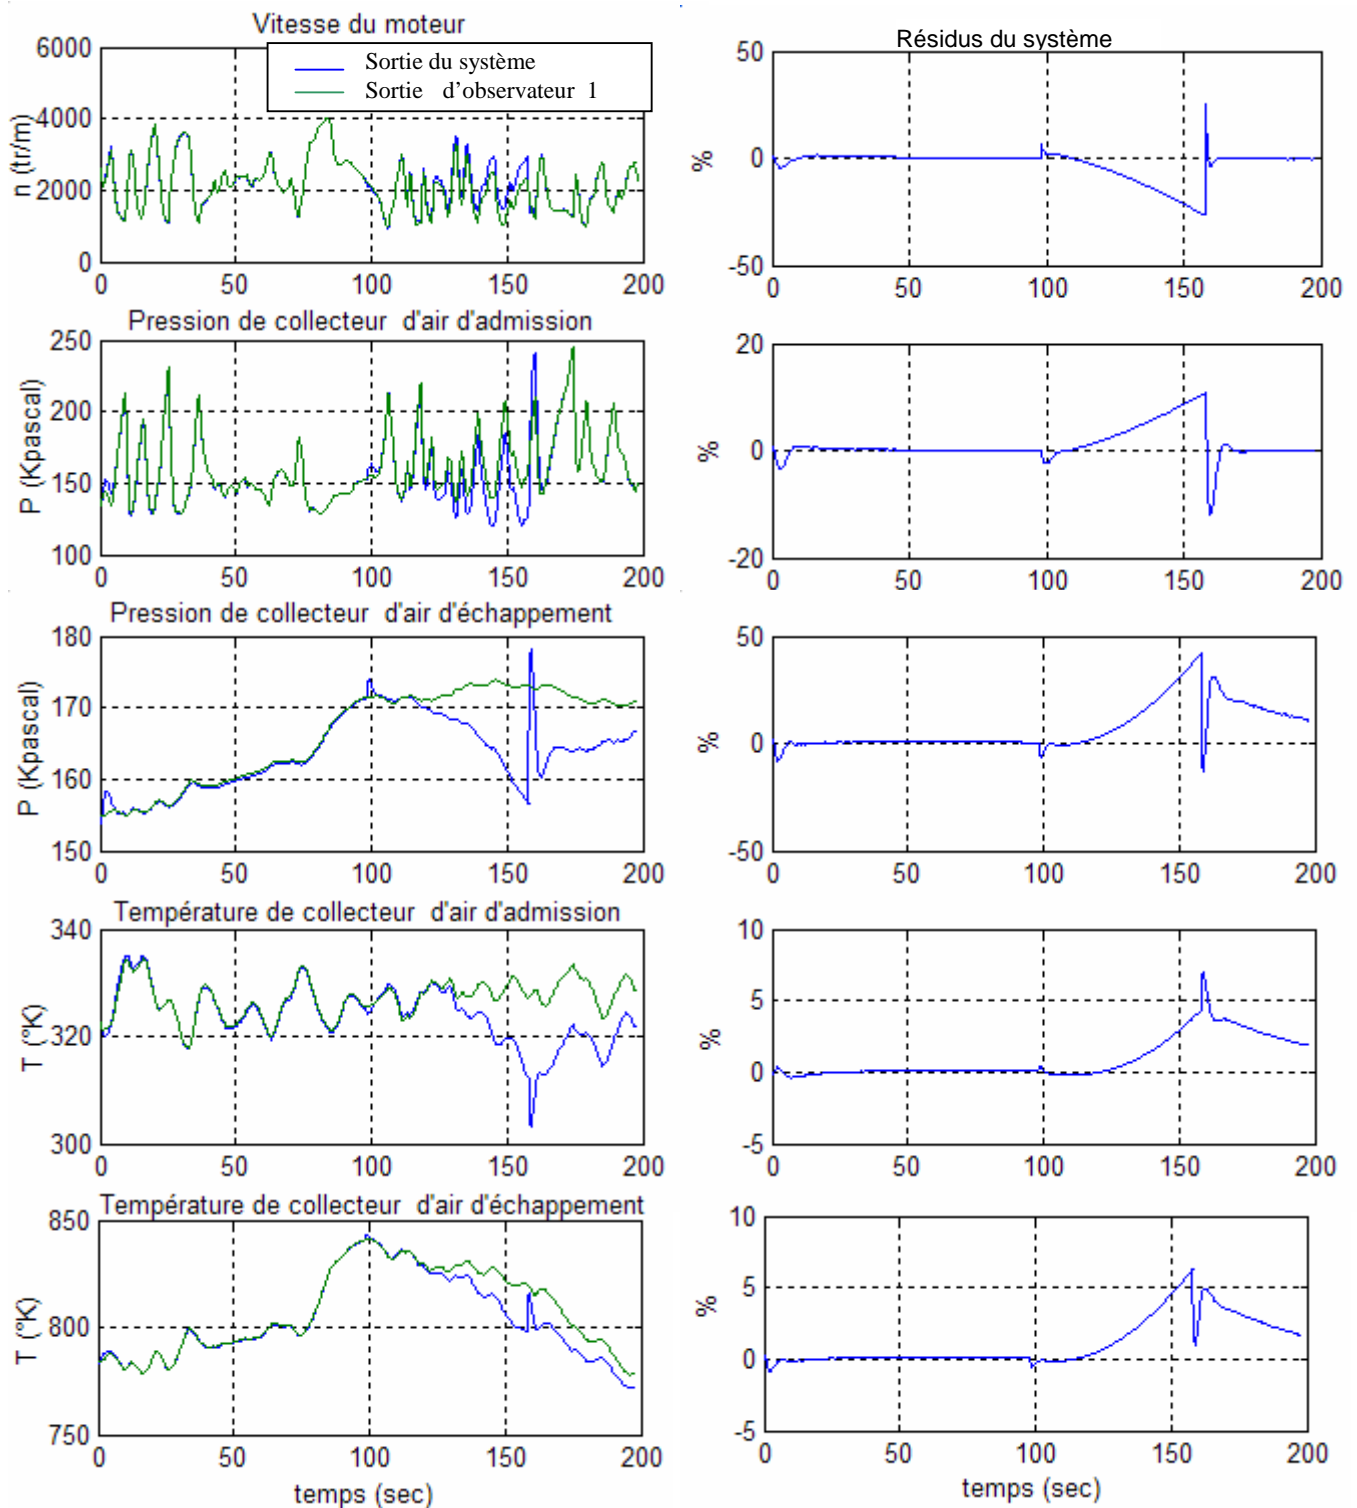 Vitesse du moteur
Sortie du système
Sortie d'observateur 1
n (tr/m)
6000
4000
2000
0
0 50 100 150 200
Résidus du système
%
50
0
-50
0 50 100 150 200
Pression de collecteur d'air d'admission
P (Kpascal)
250
200
150
100
0 50 100 150 200
%
20
0
-20
0 50 100 150 200
Pression de collecteur d'air d'échappement
P (Kpascal)
180
170
160
150
0 50 100 150 200
%
50
0
-50
0 50 100 150 200
Température de collecteur d'air d'admission
T (°K)
340
320
300
0 50 100 150 200
%
10
5
0
-5
0 50 100 150 200
Température de collecteur d'air d'échappement
T (°K)
850
800
750
0 50 100 150 200
temps (sec)
%
10
5
0
-5
0 50 100 150 200
temps (sec)